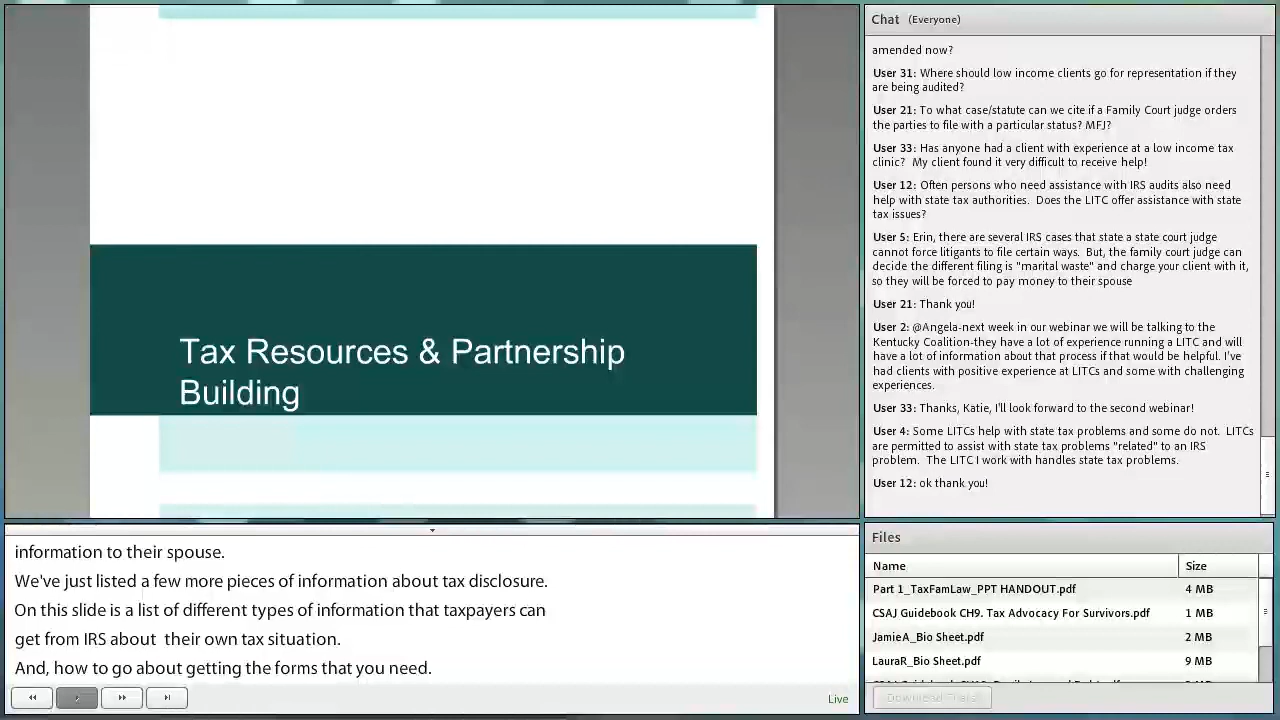 Tax Resources & Partnership
Building
information to their spouse.
We've just listed a few more pieces of information about tax disclosure.
On this slide is a list of different types of information that taxpayers can
get from IRS about  their own tax situation.
And, how to go about getting the forms that you need.
Live
Chat (Everyone)
amended now?
User 31: Where should low income clients go for representation if they
are being audited?
User 21: To what case/statute can we cite if a Family Court judge orders
the parties to file with a particular status? MFJ?
User 33: Has anyone had a client with experience at a low income tax
clinic?  My client found it very difficult to receive help!
User 12: Often persons who need assistance with IRS audits also need
help with state tax authorities.  Does the LITC offer assistance with state
tax issues?
User 5: Erin, there are several IRS cases that state a state court judge
cannot force litigants to file certain ways.  But, the family court judge can
decide the different filing is "marital waste" and charge your client with it,
so they will be forced to pay money to their spouse
User 21: Thank you!
User 2: @Angela-next week in our webinar we will be talking to the
Kentucky Coalition-they have a lot of experience running a LITC and will
have a lot of information about that process if that would be helpful. I've
had clients with positive experience at LITCs and some with challenging
experiences.
User 33: Thanks, Katie, I'll look forward to the second webinar!
User 4: Some LITCs help with state tax problems and some do not.  LITCs
are permitted to assist with state tax problems "related" to an IRS
problem.  The LITC I work with handles state tax problems.
User 12: ok thank you!
Files
Name Size
Part 1_TaxFamLaw_PPT HANDOUT.pdf 4 MB
CSAJ Guidebook CH9. Tax Advocacy For Survivors.pdf 1 MB
JamieA_Bio Sheet.pdf 2 MB
LauraR_Bio Sheet.pdf 9 MB